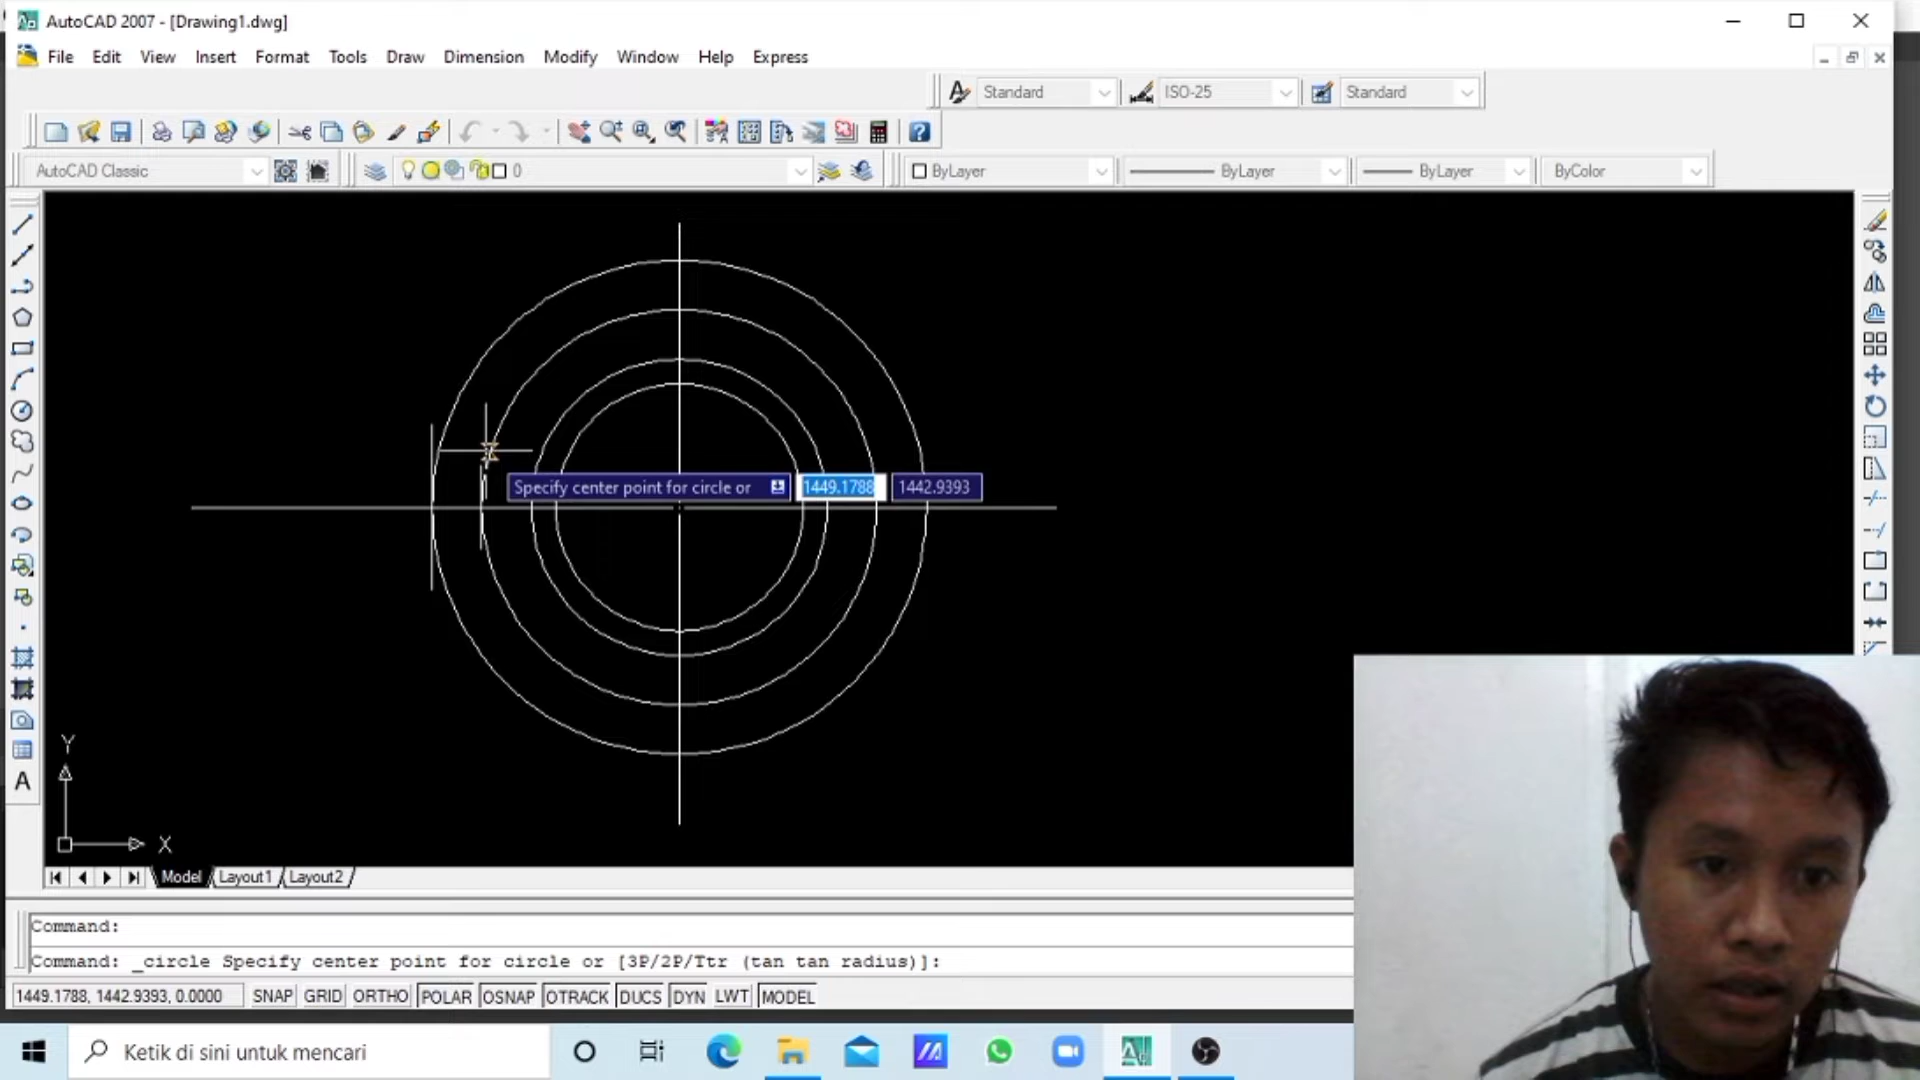 AutoCAD 2007 - [Drawing1.dwg]
File Edit View Insert Format Tools Draw Dimension Modify Window Help Express
Standard ISO-25 Standard
AutoCAD Classic 0 ByLayer ByLayer ByLayer ByColor
Specify center point for circle or 1449.1788 1442.9393
Y
X
A
Model Layout1 Layout2
Command:
Command: _circle Specify center point for circle or [3P/2P/Ttr (tan tan radius)]:
1449.1788, 1442.9393, 0.0000 SNAP GRID ORTHO POLAR OSNAP OTRACK DUCS DYN LWT MODEL
Ketik di sini untuk mencari